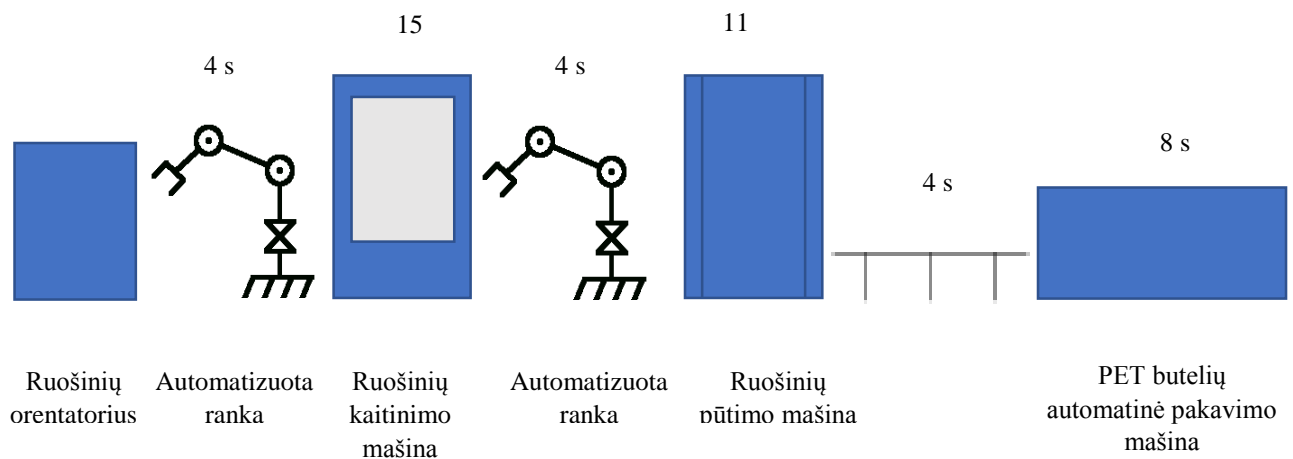 15
11
4 s
4 s
8 s
4 s
Ruošinių
orentatorius
Automatizuota
ranka
Ruošinių
kaitinimo
mašina
Automatizuota
ranka
Ruošinių
pūtimo mašina
PET butelių
automatinė pakavimo
mašina